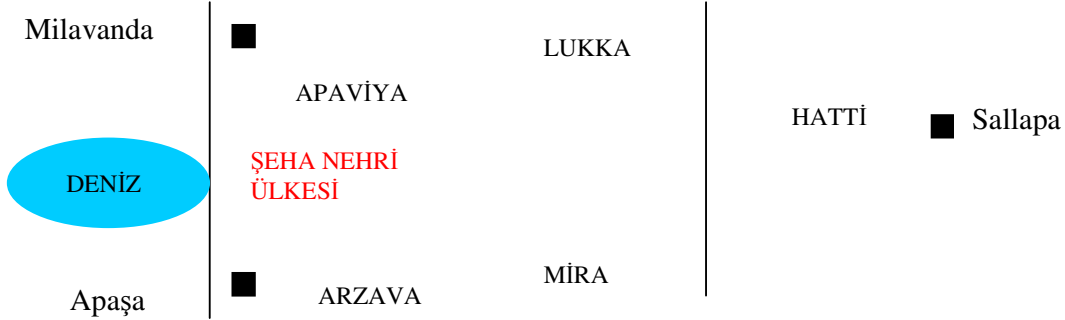 Milavanda
LUKKA
APAVİYA
HATTİ
Sallapa
ŞEHA NEHRİ
ÜLKESİ
DENİZ
MİRA
Apaşa
ARZAVA